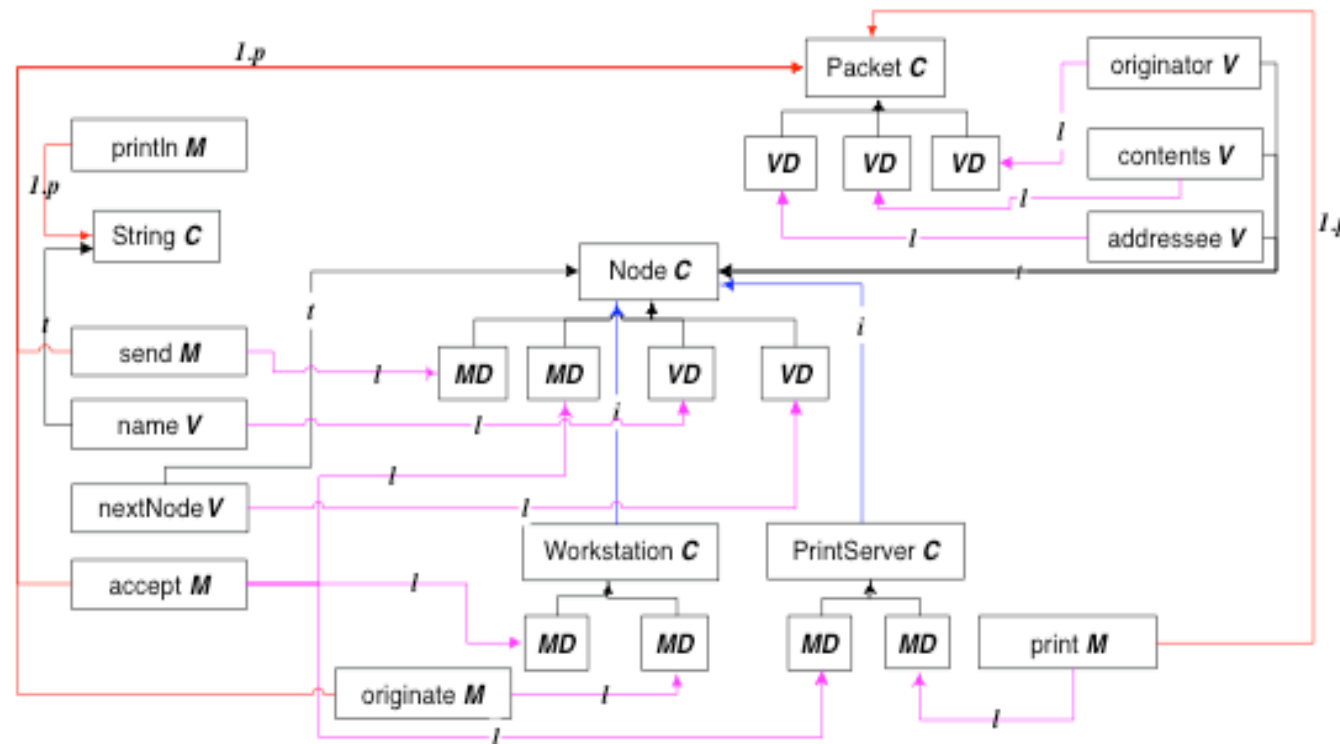 1.p
Packet C
originator V
println M
l
contents V
VD
VD
VD
1.p
l
String C
l
addressee V
1.p
Node C
t
t
i
t
send M
l
MD
MD
VD
VD
name V
l
i
l
nextNode V
l
Workstation C
PrintServer C
accept M
l
MD
MD
MD
MD
print M
originate M
l
l
l